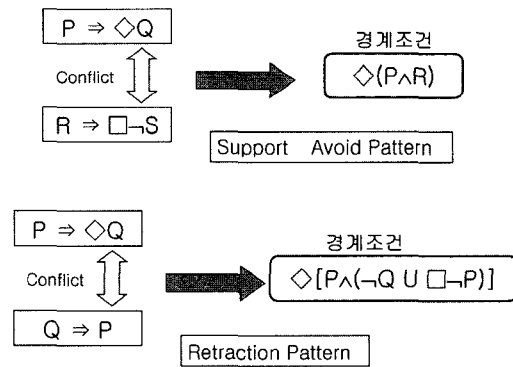 P ⇒ ◇Q
경계조건
Conflict
◇(P∧R)
R ⇒ □¬S
Support Avoid Pattern
P ⇒ ◇Q
경계조건
Conflict
◇[P∧(¬Q U □¬P)]
Q ⇒ P
Retraction Pattern